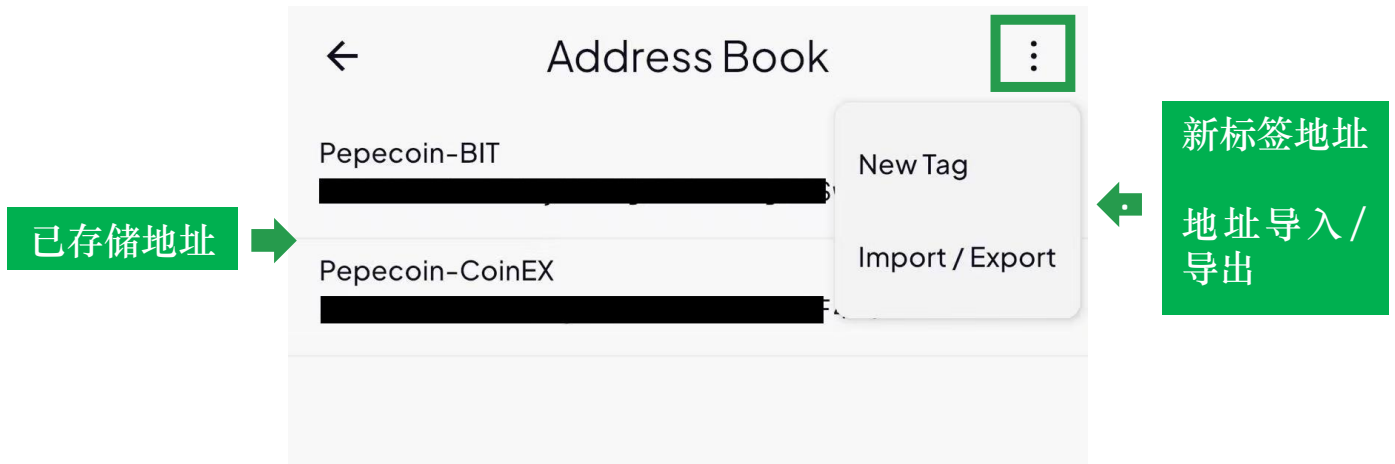 Address Book
Pepecoin-BIT
Pepecoin-CoinEX
New Tag
Import / Export
已存储地址
新标签地址
地址导入/
导出